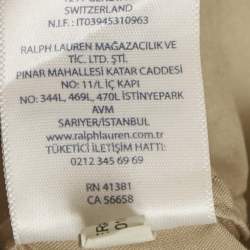 SWITZERLAND
N.I.F.: IT03945310963
RALPH LAUREN MAĞAZACILIK VE
TİC. LTD. ŞTİ.
PINAR MAHALLESİ KATAR CADDESİ
NO: 11/L İÇ KAPI
NO: 344L, 469L, 470L İSTİNYEPARK
AVM
SARIYER/İSTANBUL
www.ralphlauren.com
TÜKETİCİ İLETİŞİM HATTI:
0212 345 69 69
RN 41381
CA 56658